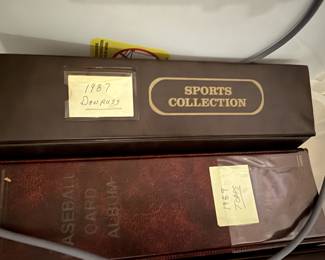 1987
Donruss
SPORTS
COLLECTION
1987
TOPPS
BASEBALL
CARD
ALBUM